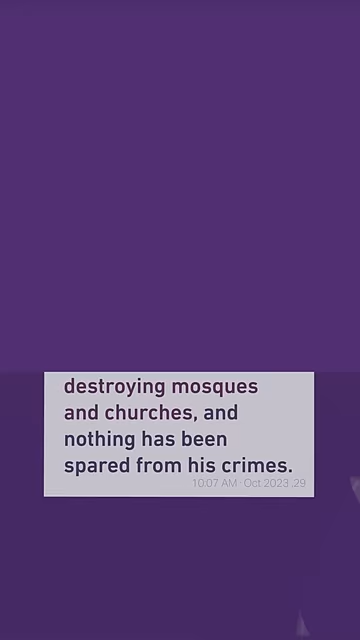 destroying mosques
and churches, and
nothing has been
spared from his crimes.
10:07 AM · Oct 2023 ,29